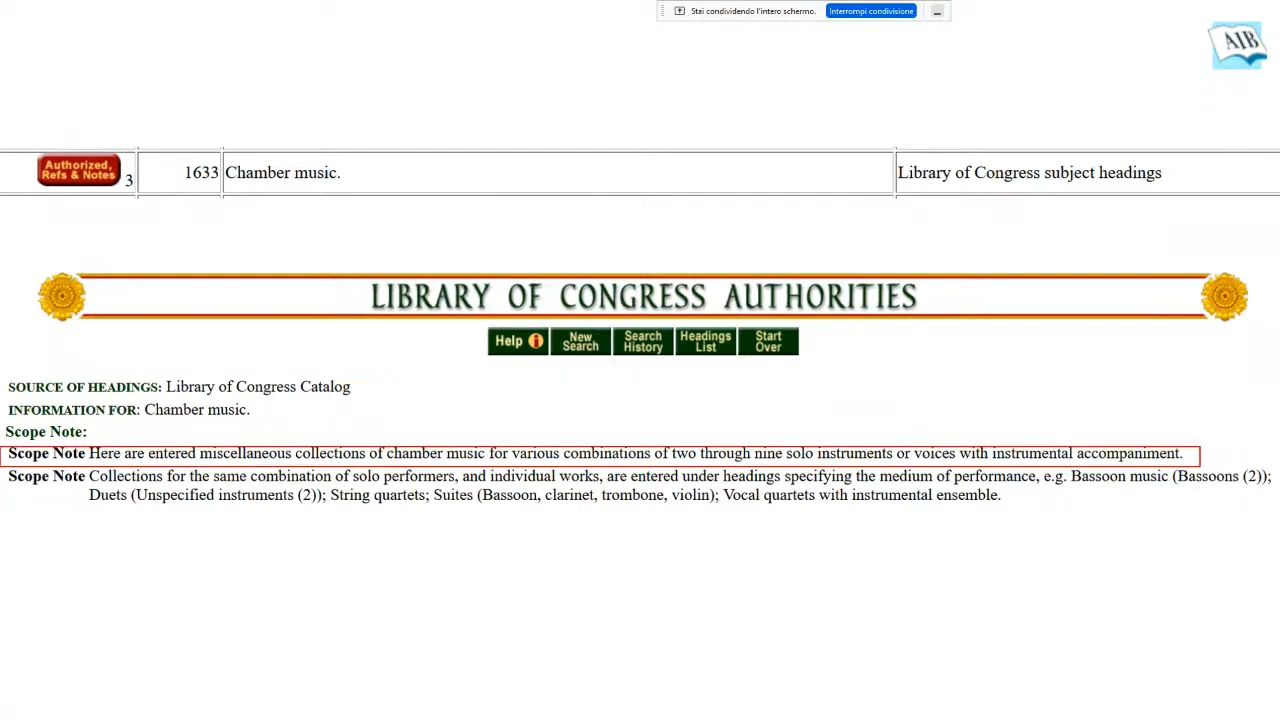 Stai condividendo l'intero schermo. Interrompi condivisione
AIB
Authorized, Refs & Notes 3 1633 Chamber music. Library of Congress subject headings
LIBRARY OF CONGRESS AUTHORITIES
Help New Search Search History Headings List Start Over
SOURCE OF HEADINGS: Library of Congress Catalog
INFORMATION FOR: Chamber music.
Scope Note:
Scope Note Here are entered miscellaneous collections of chamber music for various combinations of two through nine solo instruments or voices with instrumental accompaniment.
Scope Note Collections for the same combination of solo performers, and individual works, are entered under headings specifying the medium of performance, e.g. Bassoon music (Bassoons (2));
Duets (Unspecified instruments (2)); String quartets; Suites (Bassoon, clarinet, trombone, violin); Vocal quartets with instrumental ensemble.